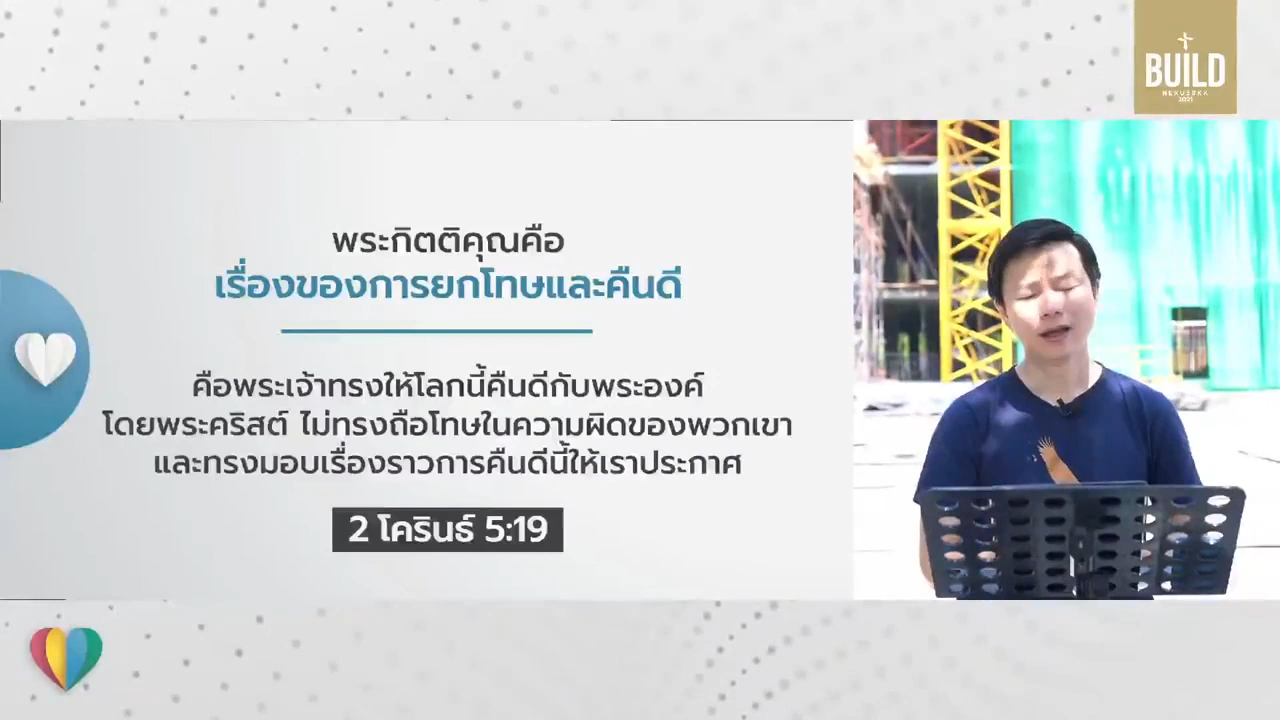 BUILD
2021
พระกิตติคุณคือ
เรื่องของการยกโทษและคืนดี
คือพระเจ้าทรงให้โลกนี้คืนดีกับพระองค์
โดยพระคริสต์ ไม่ทรงถือโทษในความผิดของพวกเขา
และทรงมอบเรื่องราวการคืนดีนี้ให้เราประกาศ
2 โครินธ์ 5:19